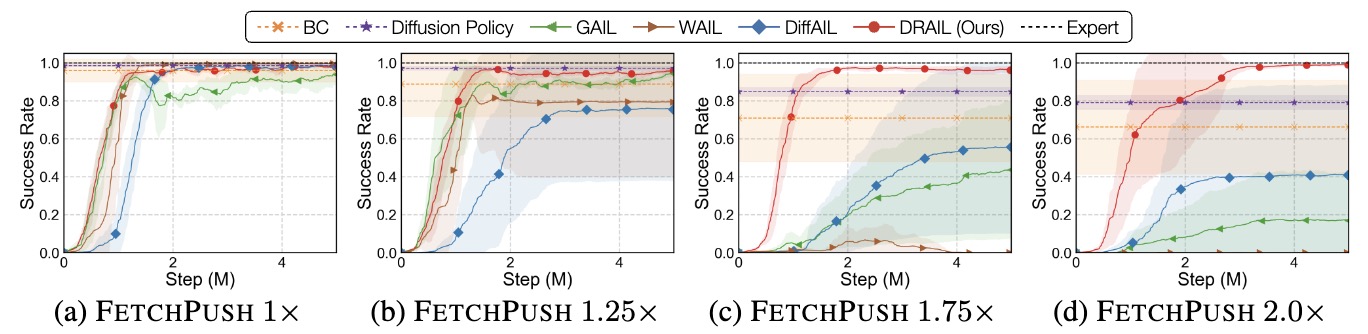 BC Diffusion Policy GAIL WAIL DiffAIL DRAIL (Ours) Expert
Success Rate
1.0
0.8
0.6
0.4
0.2
0.0
0 2 4
Step (M)
(a) FETCHPUSH 1×
Success Rate
1.0
0.8
0.6
0.4
0.2
0.0
0 2 4
Step (M)
(b) FETCHPUSH 1.25×
Success Rate
1.0
0.8
0.6
0.4
0.2
0.0
0 2 4
Step (M)
(c) FETCHPUSH 1.75×
Success Rate
1.0
0.8
0.6
0.4
0.2
0.0
0 2 4
Step (M)
(d) FETCHPUSH 2.0×